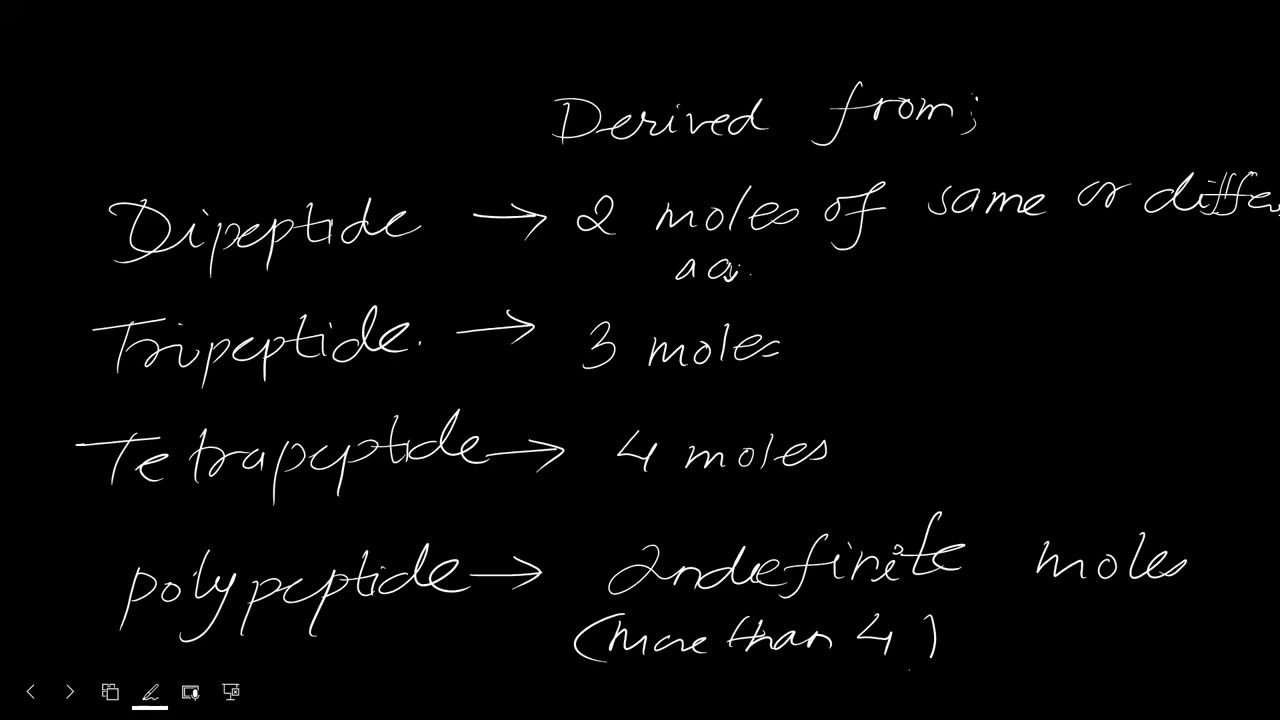 Derived from;
Dipeptide → 2 moles of same or differ
a a
Tripeptide. → 3 moles
Tetrapeptide → 4 moles
polypeptide → Indefinite moles
(more than 4)